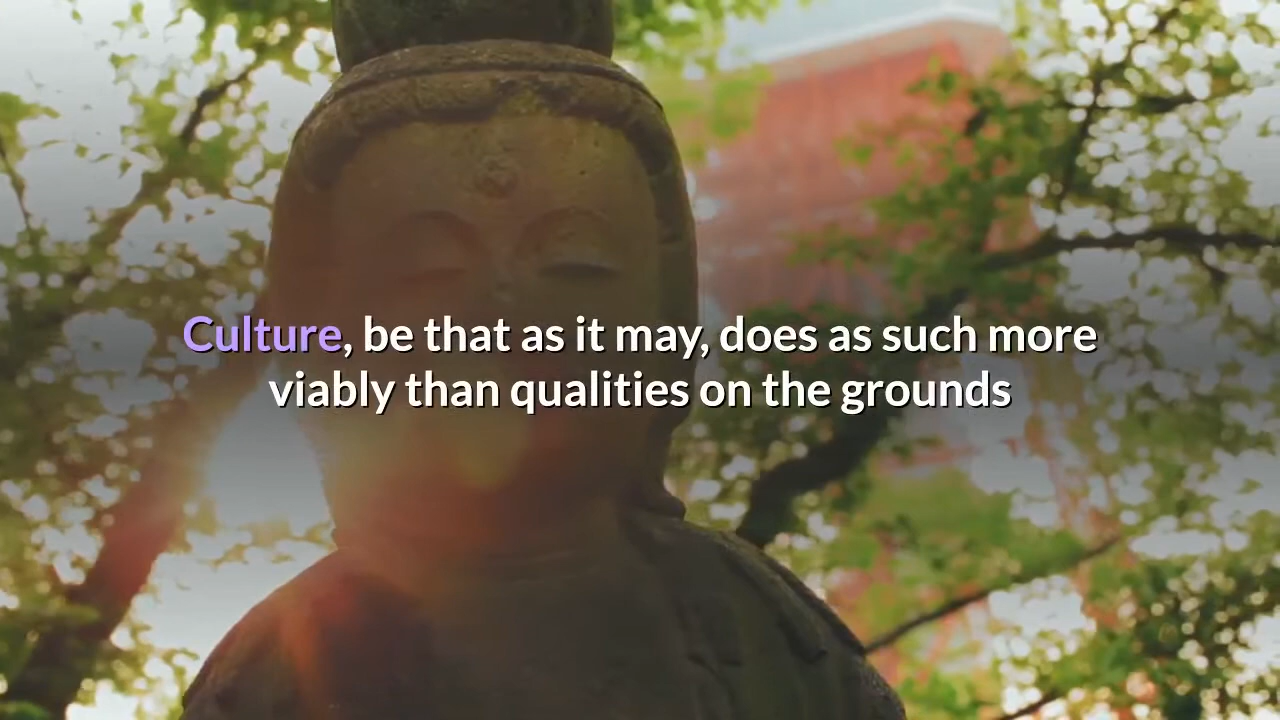 Culture, be that as it may, does as such more
viably than qualities on the grounds